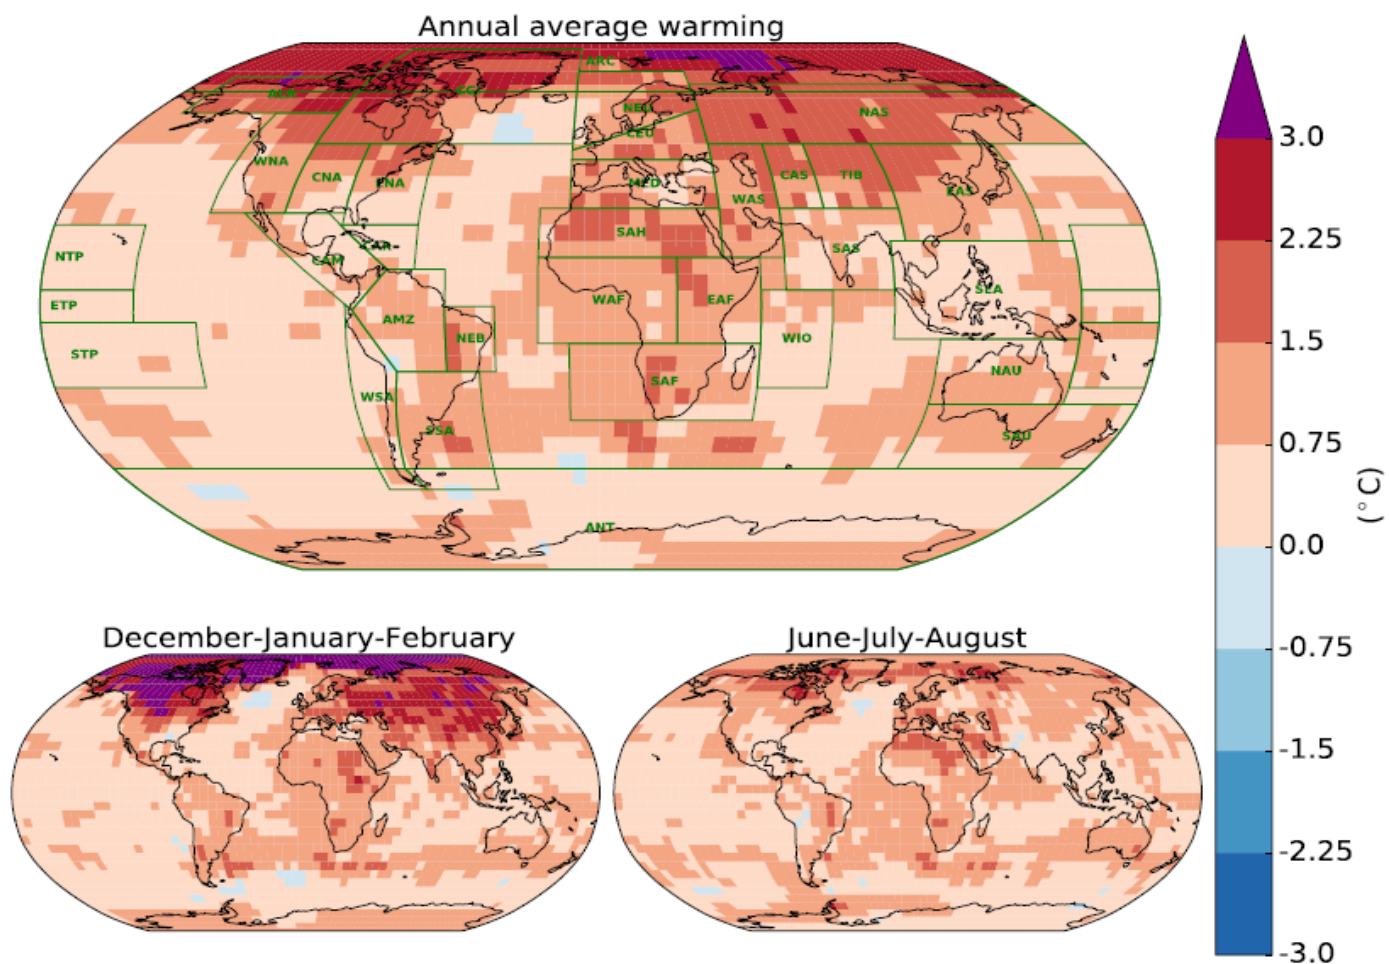 Annual average warming
ARC
ALA
CGI
NEU
NAS
CEU
WNA
CNA
ENA
MED
WAS
CAS
TIB
EAS
SAH
CAR
CAM
SAS
NTP
ETP
STP
AMZ
NEB
WAF
EAF
WIO
SEA
SAF
NAU
WSA
SSA
SAU
ANT
3.0
2.25
1.5
0.75
0.0
-0.75
-1.5
-2.25
-3.0
(°C)
December-January-February
June-July-August